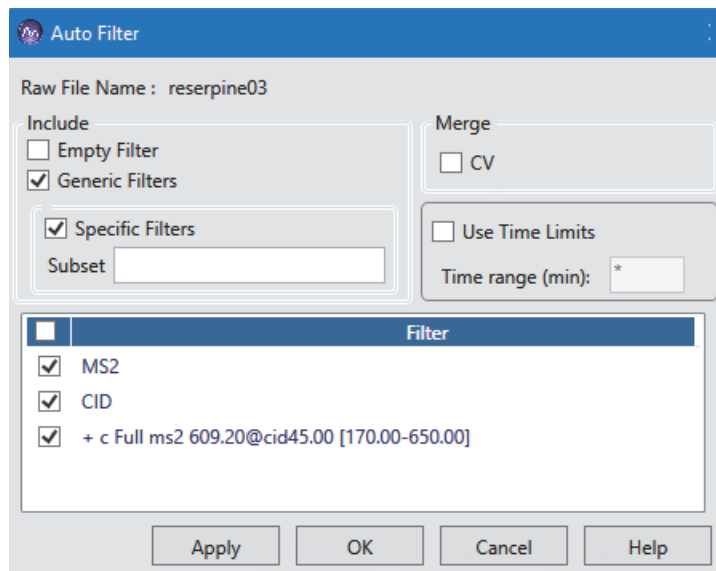 Auto Filter
Raw File Name : reserpine03
Include
Empty Filter
Generic Filters
Specific Filters
Subset
Merge
CV
Use Time Limits
Time range (min): *
Filter
MS2
CID
+ c Full ms2 609.20@cid45.00 [170.00-650.00]
Apply OK Cancel Help